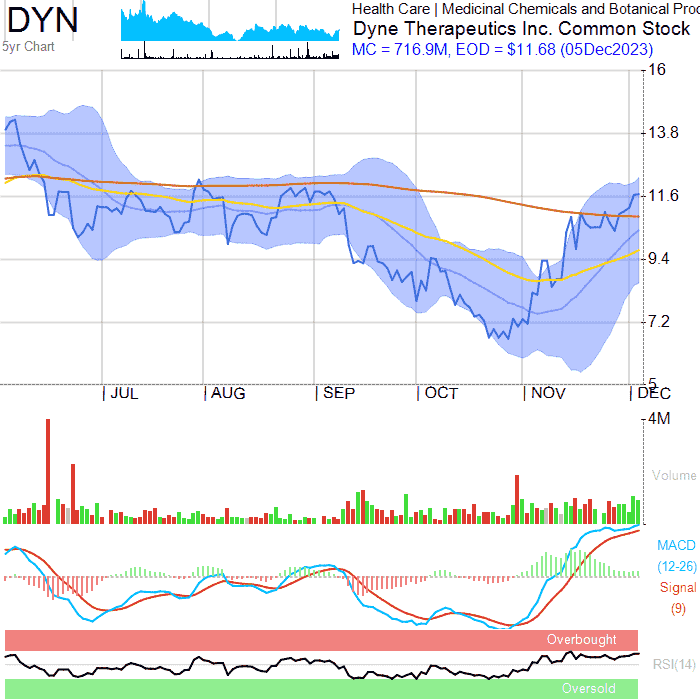 DYN
5yr Chart
Health Care | Medicinal Chemicals and Botanical Prod
Dyne Therapeutics Inc. Common Stock
MC = 716.9M, EOD = $11.68 (05Dec2023)
16
13.8
11.6
9.4
7.2
5
JUL AUG SEP OCT NOV DEC
4M
Volume
MACD
(12-26)
Signal
(9)
Overbought
RSI(14)
Oversold